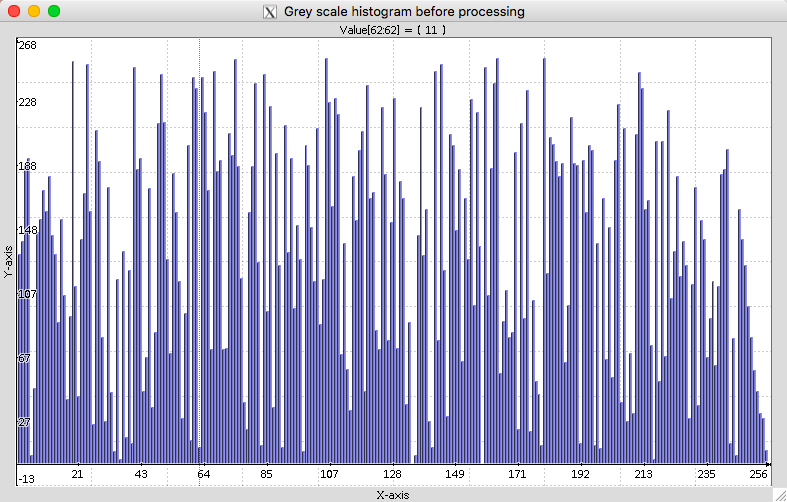 Grey scale histogram before processing
Value[62:62] = ( 11 )
268
228
188
148
107
67
27
-13
Y-axis
21 43 64 85 107 128 149 171 192 213 235 256
X-axis